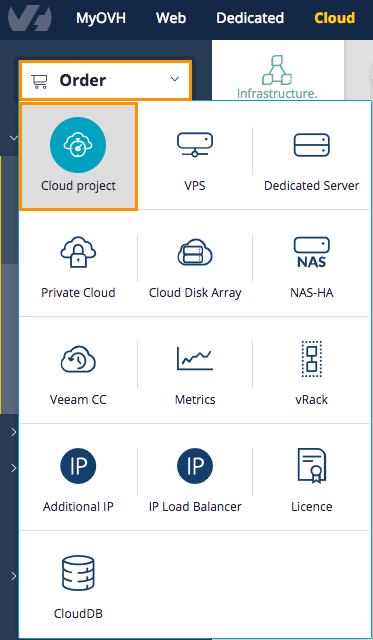 MyOVH Web Dedicated Cloud
Order
Infrastructure.
Cloud project VPS Dedicated Server
Private Cloud Cloud Disk Array NAS NAS-HA
Veeam CC Metrics vRack
IP IP
Additional IP IP Load Balancer Licence
CloudDB